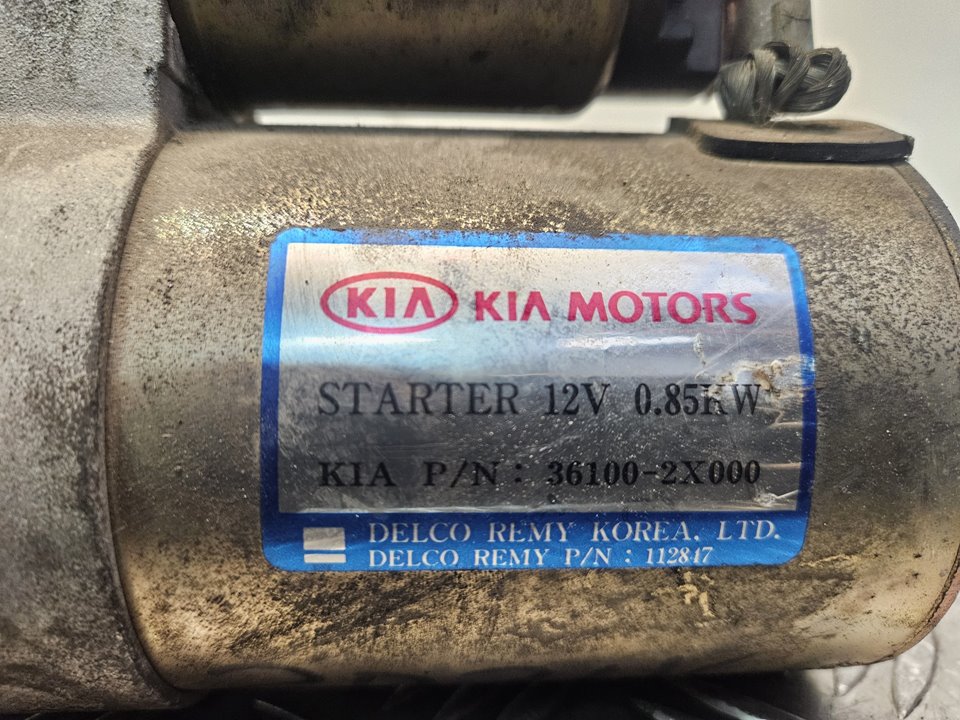 KIA KIA MOTORS
STARTER 12V 0.85KW
KIA P/N : 36100-2X000
DELCO REMY KOREA, LTD.
DELCO REMY P/N : 112847